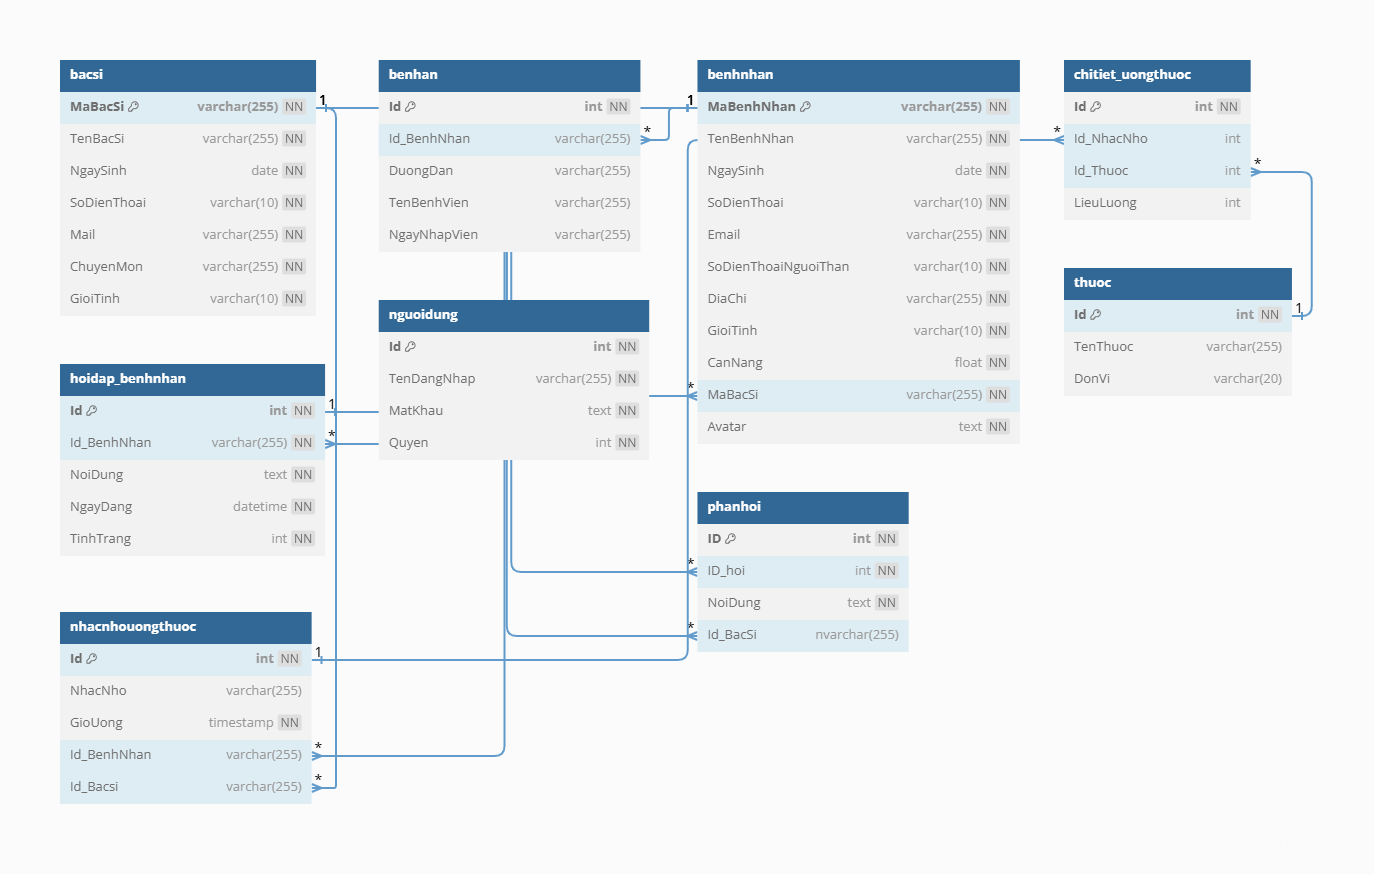 bacsi
MaBacSi varchar(255) NN
TenBacSi varchar(255) NN
NgaySinh date NN
SoDienThoai varchar(10) NN
Mail varchar(255) NN
ChuyenMon varchar(255) NN
GioiTinh varchar(10) NN
1
benhan
Id int NN
Id_BenhNhan varchar(255)
DuongDan varchar(255)
TenBenhVien varchar(255)
NgayNhapVien varchar(255)
*
1
benhnhan
MaBenhNhan varchar(255) NN
TenBenhNhan varchar(255) NN
NgaySinh date NN
SoDienThoai varchar(10) NN
Email varchar(255) NN
SoDienThoaiNguoiThan varchar(10) NN
DiaChi varchar(255) NN
GioiTinh varchar(10) NN
CanNang float NN
MaBacSi varchar(255) NN
Avatar text NN
*
*
chitiet_uongthuoc
Id int NN
Id_NhacNho int
Id_Thuoc int
LieuLuong int
*
thuoc
Id int NN
TenThuoc varchar(255)
DonVi varchar(20)
1
nguoidung
Id int NN
TenDangNhap varchar(255) NN
MatKhau text NN
Quyen int NN
hoidap_benhnhan
Id int NN
Id_BenhNhan varchar(255) NN
NoiDung text NN
NgayDang datetime NN
TinhTrang int NN
1
*
phanhoi
ID int NN
ID_hoi int NN
NoiDung text NN
Id_BacSi nvarchar(255)
*
*
nhacnhouongthuoc
Id int NN
NhacNho varchar(255)
GioUong timestamp NN
Id_BenhNhan varchar(255)
Id_Bacsi varchar(255)
1
*
*